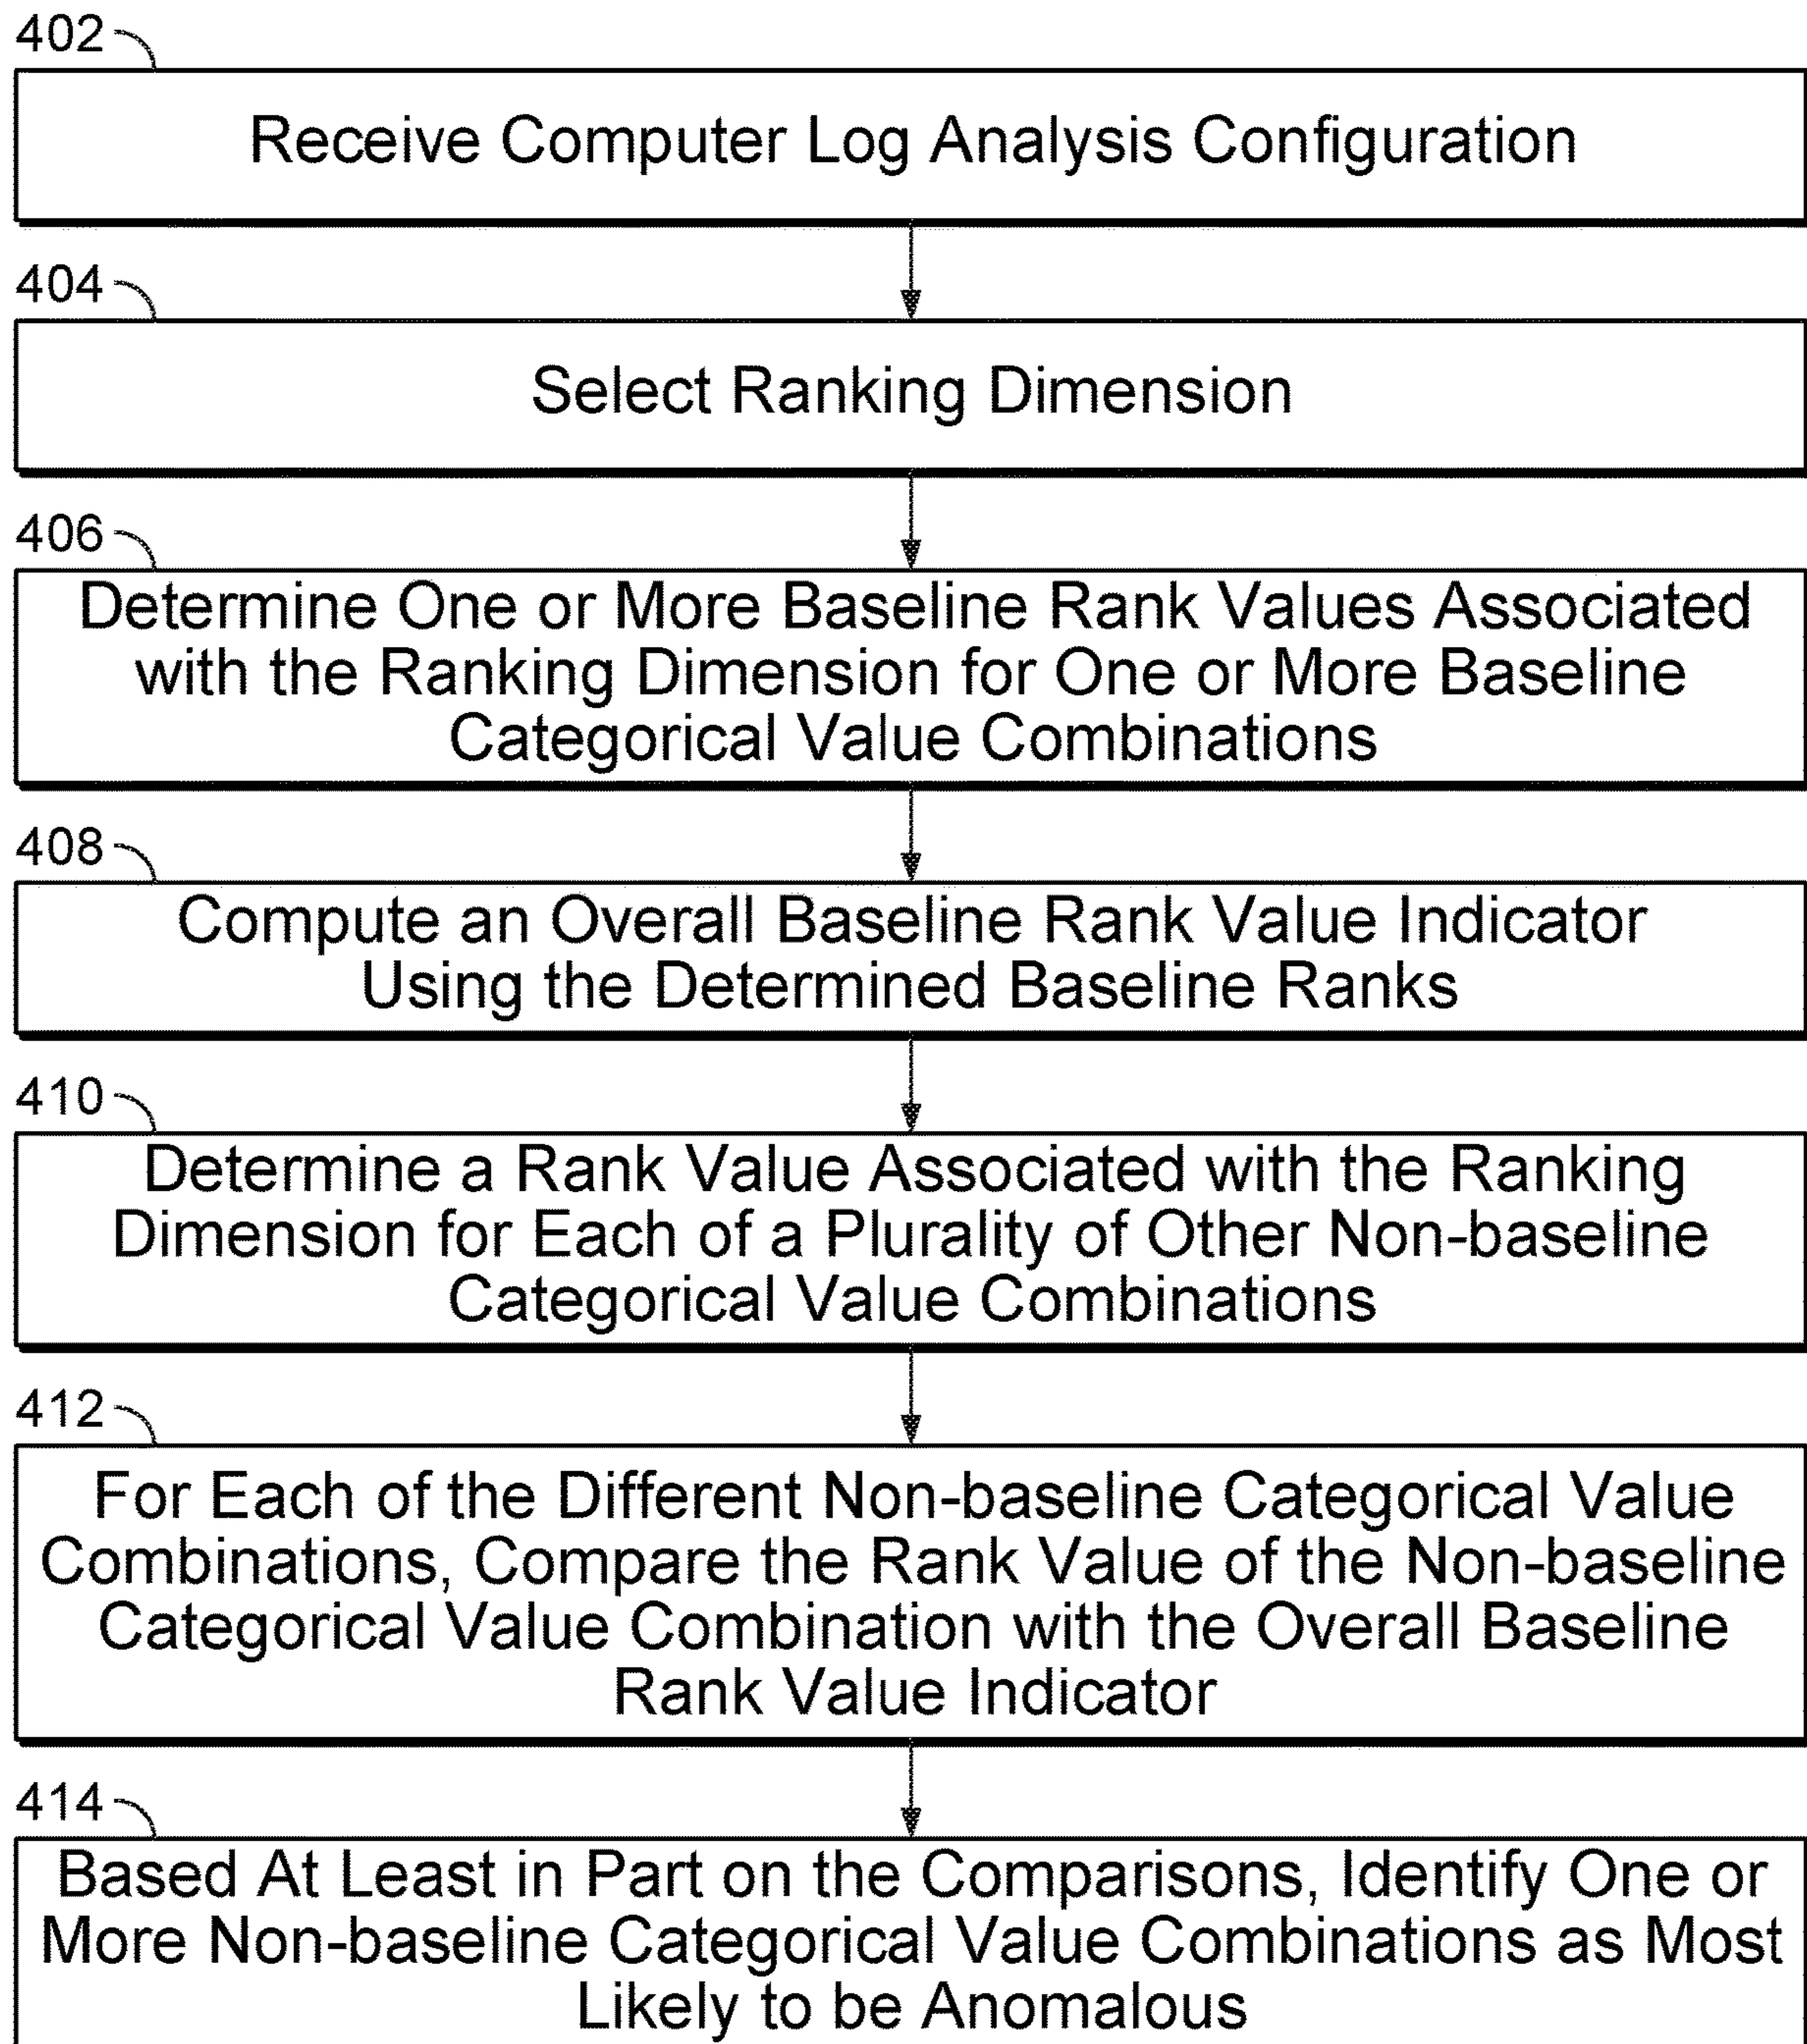 402
Receive Computer Log Analysis Configuration
404
Select Ranking Dimension
406
Determine One or More Baseline Rank Values Associated
with the Ranking Dimension for One or More Baseline
Categorical Value Combinations
408
Compute an Overall Baseline Rank Value Indicator
Using the Determined Baseline Ranks
410
Determine a Rank Value Associated with the Ranking
Dimension for Each of a Plurality of Other Non-baseline
Categorical Value Combinations
412
For Each of the Different Non-baseline Categorical Value
Combinations, Compare the Rank Value of the Non-baseline
Categorical Value Combination with the Overall Baseline
Rank Value Indicator
414
Based At Least in Part on the Comparisons, Identify One or
More Non-baseline Categorical Value Combinations as Most
Likely to be Anomalous